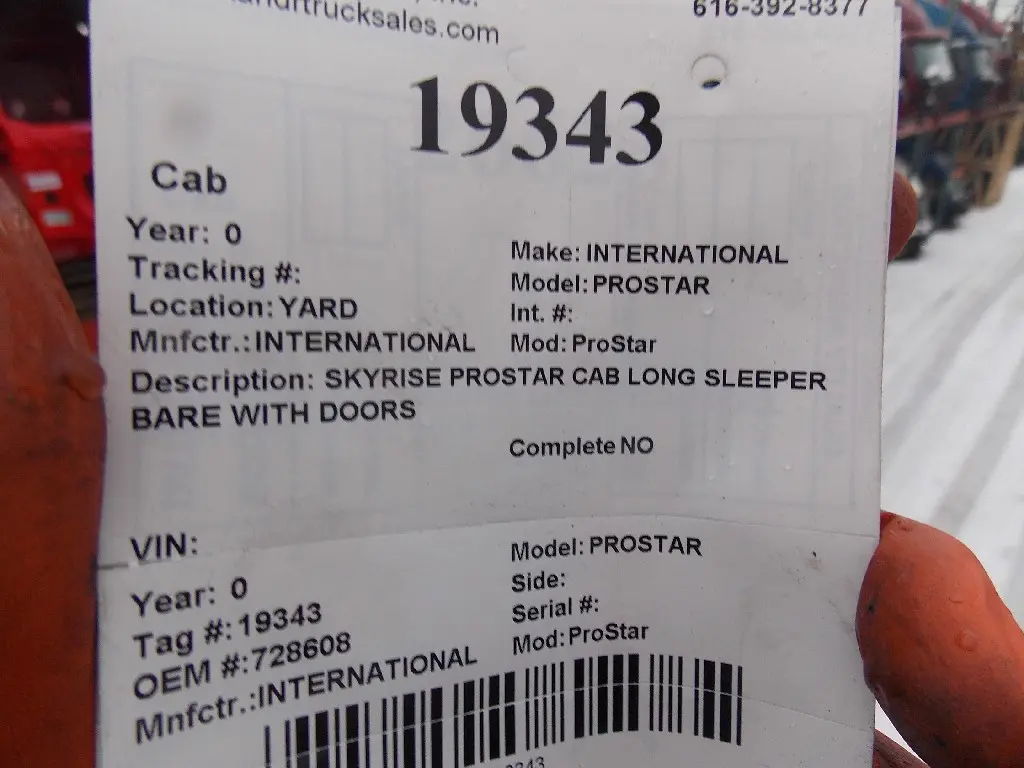 616-392-8377
19343
Cab
Year: 0
Tracking #:
Location: YARD
Mnfctr.: INTERNATIONAL
Make: INTERNATIONAL
Model: PROSTAR
Int. #:
Mod: ProStar
Description: SKYRISE PROSTAR CAB LONG SLEEPER
BARE WITH DOORS
Complete NO
VIN:
Year: 0
Tag #: 19343
OEM #: 728608
Mnfctr.: INTERNATIONAL
Model: PROSTAR
Side:
Serial #:
Mod: ProStar